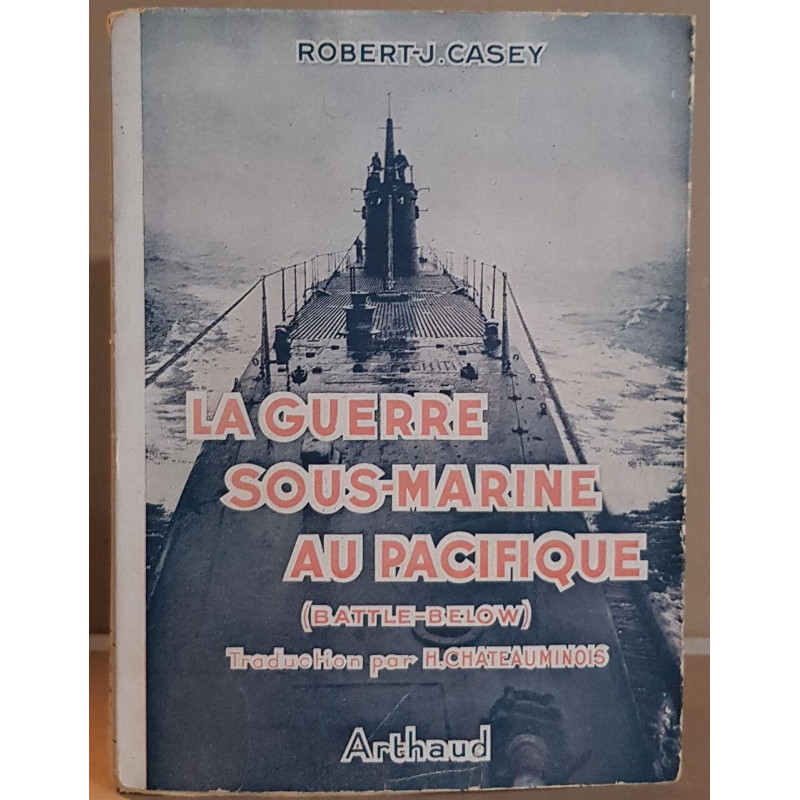 ROBERT-J. CASEY
LA GUERRE
SOUS-MARINE
AU PACIFIQUE
(BATTLE-BELOW)
Traduction par H. CHATEAUMINOIS
Arthaud